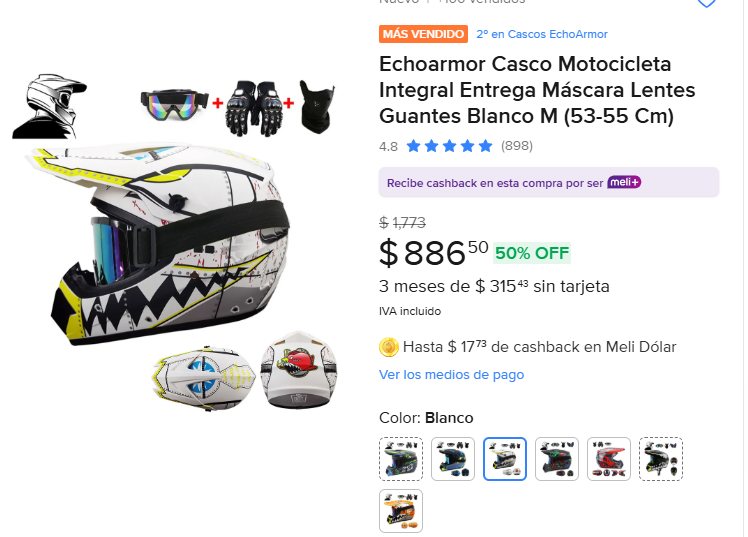 Nuevo | +100 vendidos
MÁS VENDIDO 2º en Cascos EchoArmor
Echoarmor Casco Motocicleta
Integral Entrega Máscara Lentes
Guantes Blanco M (53-55 Cm)
4.8 (898)
Recibe cashback en esta compra por ser meli+
$ 1,773
$ 886 50 50% OFF
3 meses de $ 315 43 sin tarjeta
IVA incluido
Hasta $ 17 73 de cashback en Meli Dólar
Ver los medios de pago
Color: Blanco